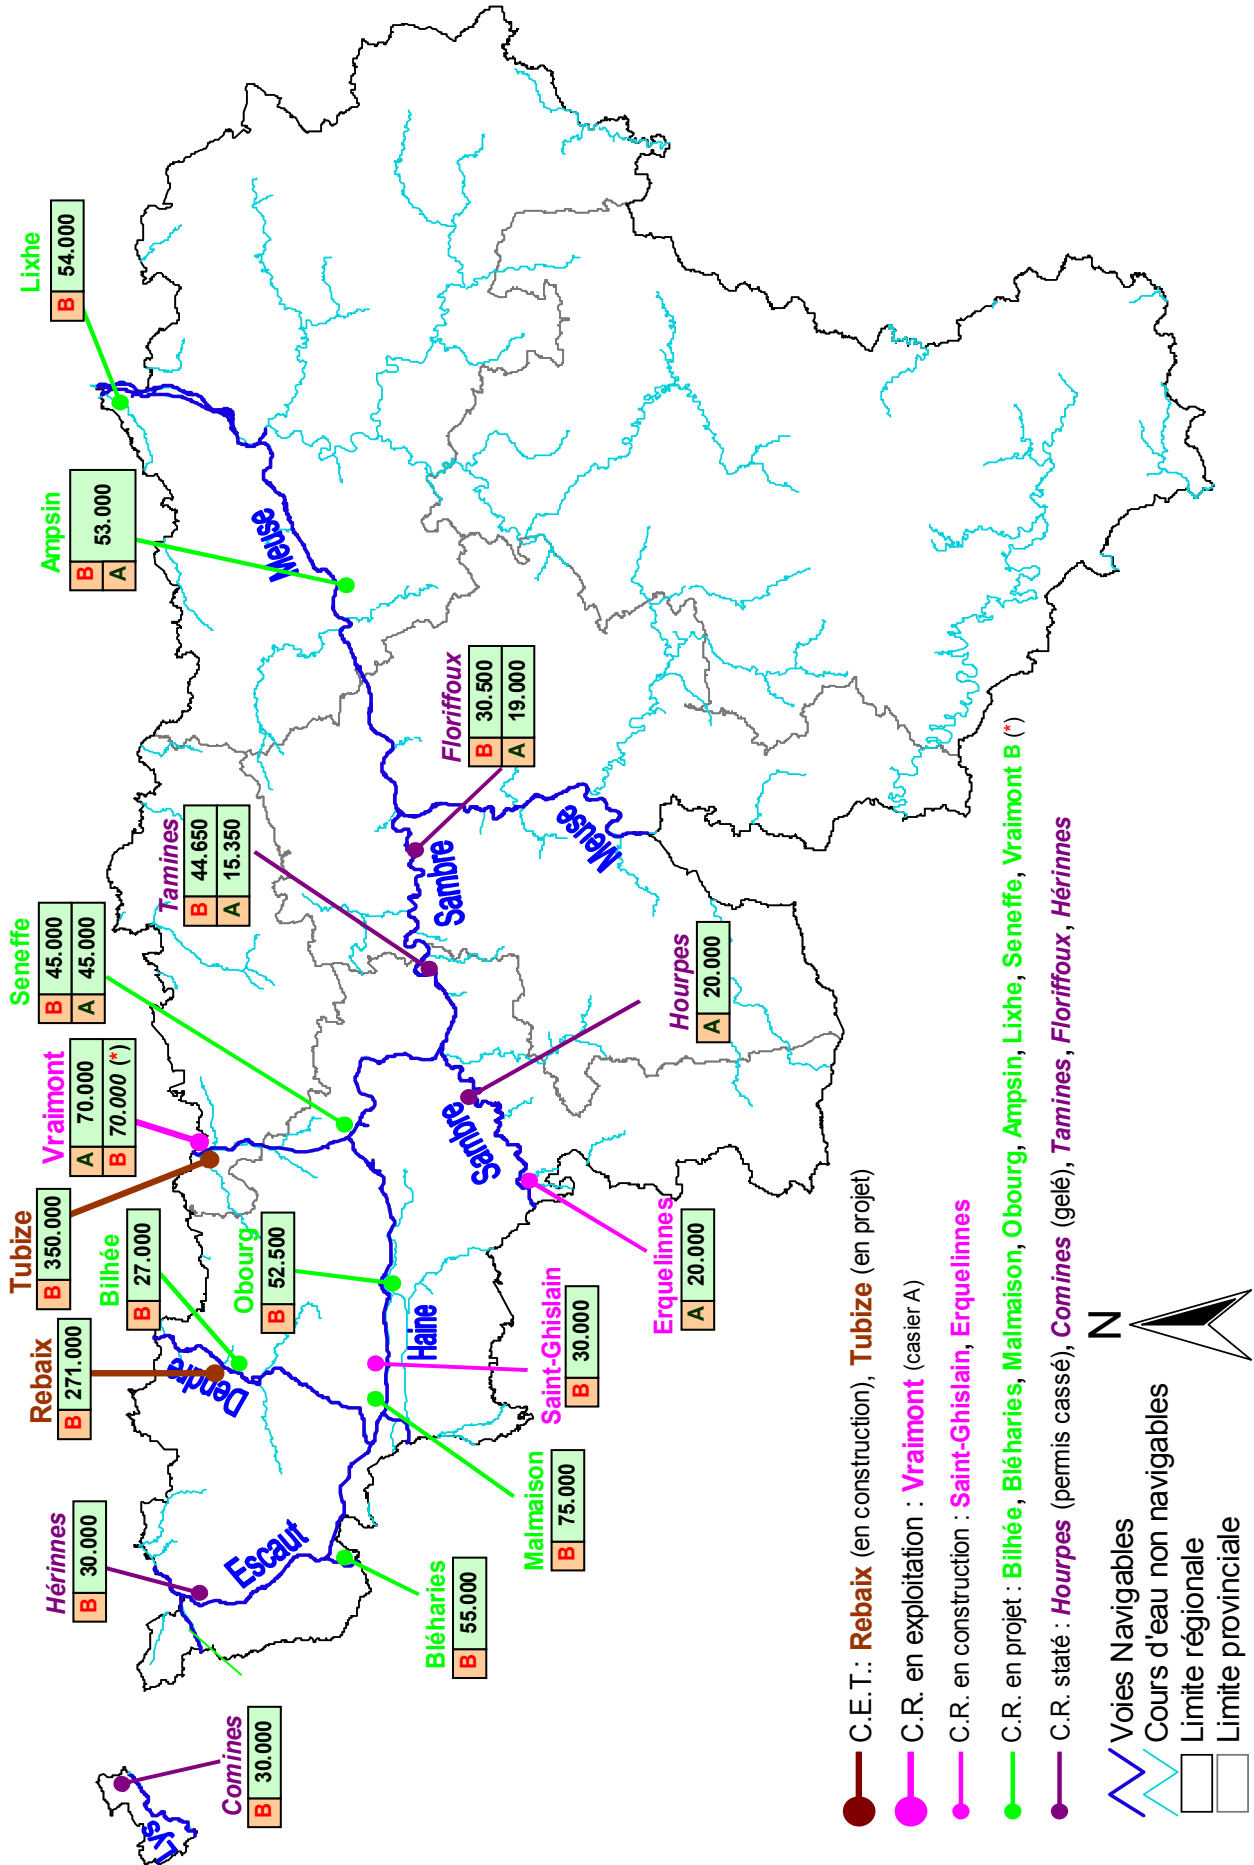 Lys
Comines
B 30.000
Hérinnes
B 30.000
Escaut
Bléharies
B 55.000
Malmaison
B 75.000
Rebaix
B 271.000
Dendre
Bilhée
B 27.000
Tubize
B 350.000
Obourg
B 52.500
Haine
Saint-Ghislain
B 30.000
Erquelinnes
A 20.000
Vraimont
A 70.000
B 70.000 (*)
Seneffe
B 45.000
A 45.000
Sambre
Hourpes
A 20.000
Tamines
B 44.650
A 15.350
Sambre
Floriffoux
B 30.500
A 19.000
Meuse
Meuse
Ampsin
B
A
53.000
Lixhe
B 54.000
C.E.T.: Rebaix (en construction), Tubize (en projet)
C.R. en exploitation : Vraimont (casier A)
C.R. en construction : Saint-Ghislain, Erquelinnes
C.R. en projet : Bilhée, Bléharies, Malmaison, Obourg, Ampsin, Lixhe, Seneffe, Vraimont B (*)
C.R. staté : Hourpes (permis cassé), Comines (gelé), Tamines, Floriffoux, Hérinnes
Voies Navigables
Cours d'eau non navigables
Limite régionale
Limite provinciale
N